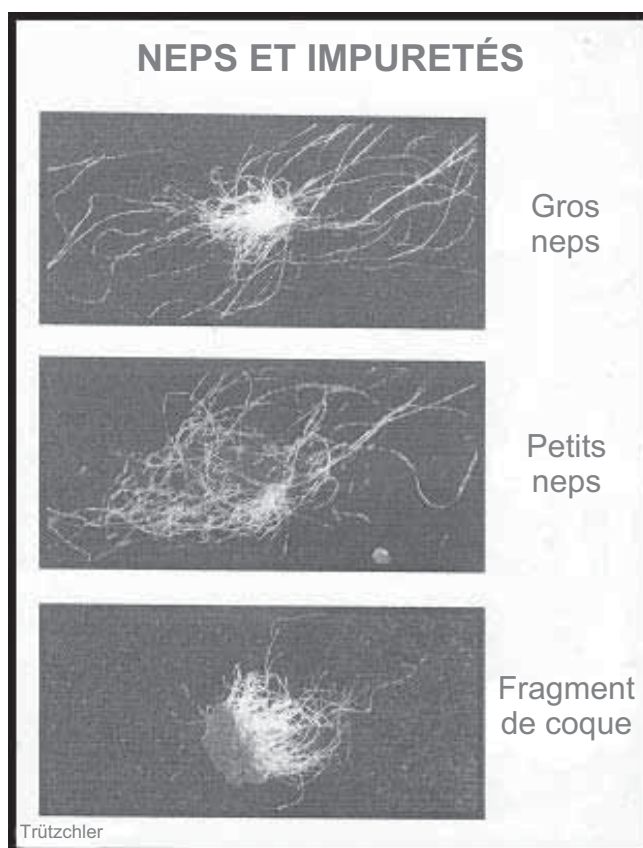 NEPS ET IMPURETÉS
Gros
neps
Petits
neps
Fragment
de coque
Trützchler